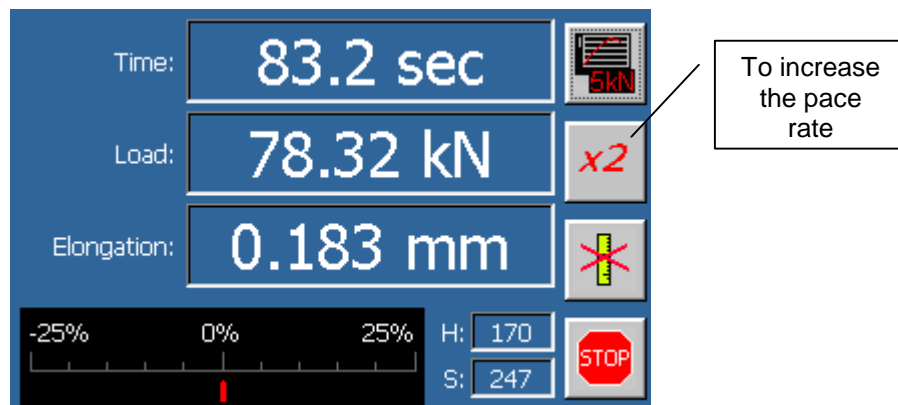 Time: 83.2 sec
5kN
To increase
the pace
rate
Load: 78.32 kN
x2
Elongation: 0.183 mm
-25% 0% 25%
H: 170
S: 247
STOP